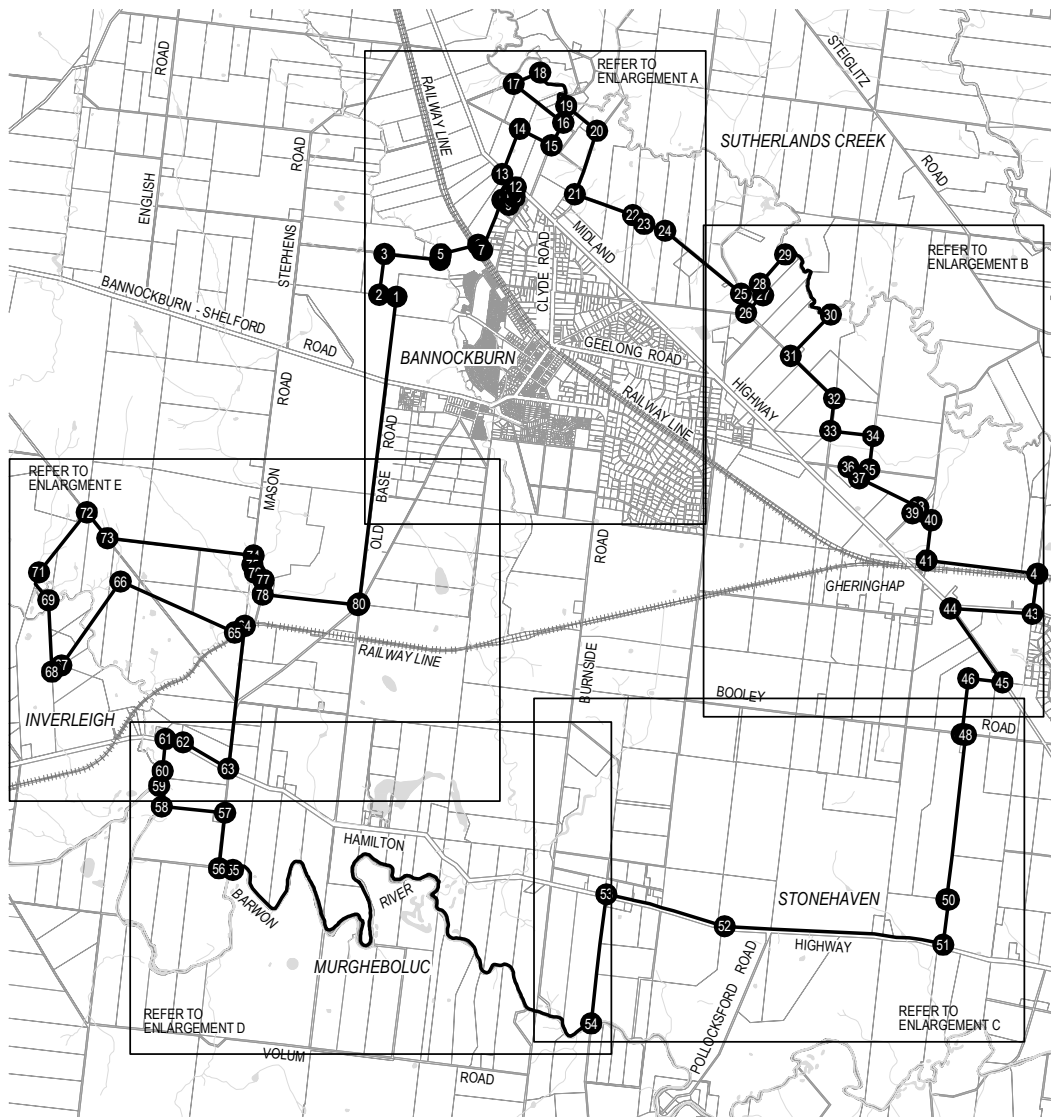 REFER TO
ENLARGEMENT A
STEIGLITZ
ROAD
RAILWAY LINE
18
17
19
16
20
14
15
SUTHERLANDS CREEK
ROAD
ROAD
13
12
ENGLISH
21
22
23
24
MIDLAND
CLYDE ROAD
STEPHENS
REFER TO
ENLARGEMENT B
3
5
7
29
28
27
25
26
2
1
BANNOCKBURN - SHELFORD
ROAD
30
GEELONG ROAD
BANNOCKBURN
31
HIGHWAY
ROAD
32
RAILWAY LINE
33
34
ROAD
REFER TO
ENLARGMENT E
MASON
BASE
OLD
36
35
37
39
40
72
73
41
ROAD
71
66
77
78
GHERINGHAP
69
80
44
43
65
RAILWAY LINE
68
BURNSIDE
46
45
BOOLEY
ROAD
INVERLEIGH
61
62
48
63
60
59
58
57
HAMILTON
56
55
BARWON
RIVER
53
STONEHAVEN
50
52
HIGHWAY
51
MURGHEBOLUC
POLLOCKSFORD ROAD
REFER TO
ENLARGEMENT D
REFER TO
ENLARGEMENT C
54
VOLUM
ROAD